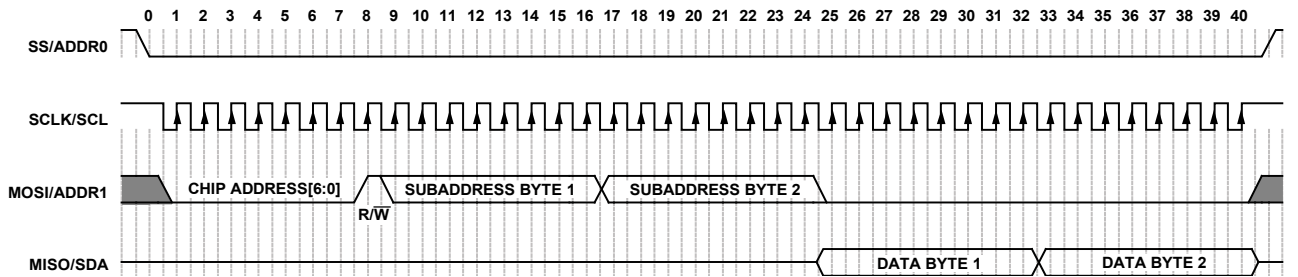 0 1 2 3 4 5 6 7 8 9 10 11 12 13 14 15 16 17 18 19 20 21 22 23 24 25 26 27 28 29 30 31 32 33 34 35 36 37 38 39 40
SS/ADDR0
SCLK/SCL
MOSI/ADDR1 CHIP ADDRESS[6:0] SUBADDRESS BYTE 1 SUBADDRESS BYTE 2
R/W̅
MISO/SDA DATA BYTE 1 DATA BYTE 2